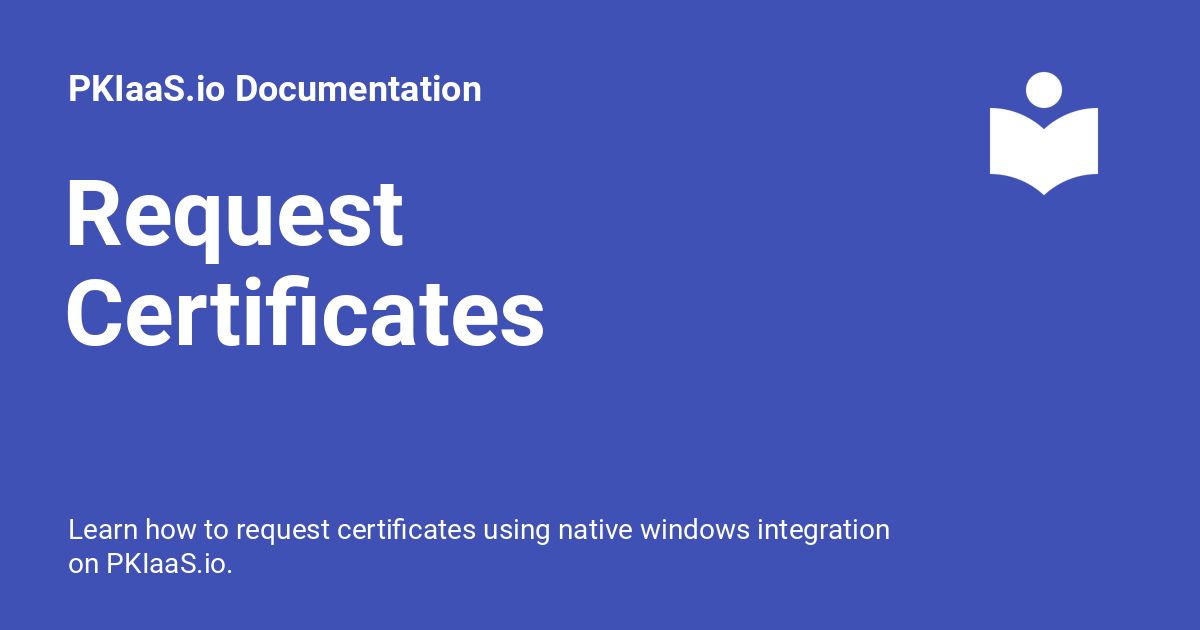 PKIaaS.io Documentation
Request
Certificates
Learn how to request certificates using native windows integration
on PKIaaS.io.